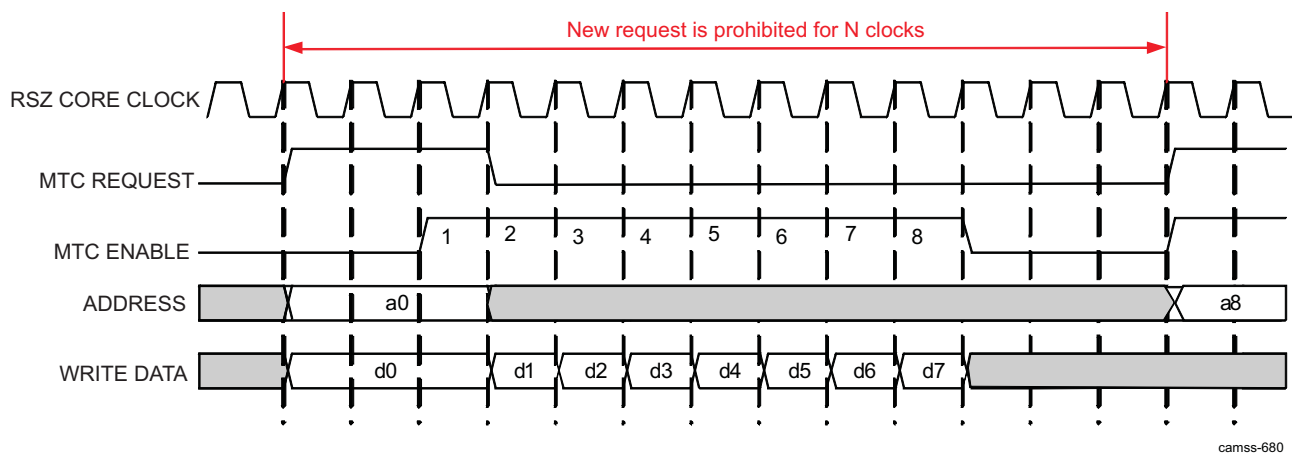 New request is prohibited for N clocks
RSZ CORE CLOCK
MTC REQUEST
MTC ENABLE
1 2 3 4 5 6 7 8
ADDRESS
a0 a8
WRITE DATA
d0 d1 d2 d3 d4 d5 d6 d7
camss-680